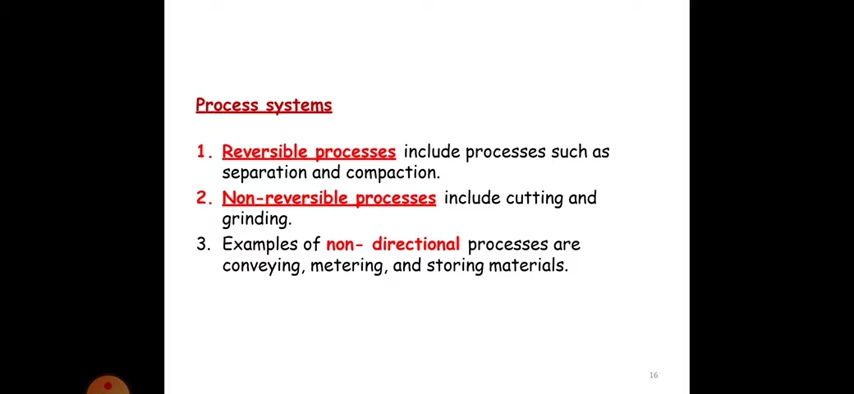 Process systems
1. Reversible processes include processes such as
separation and compaction.
2. Non-reversible processes include cutting and
grinding.
3. Examples of non- directional processes are
conveying, metering, and storing materials.
16